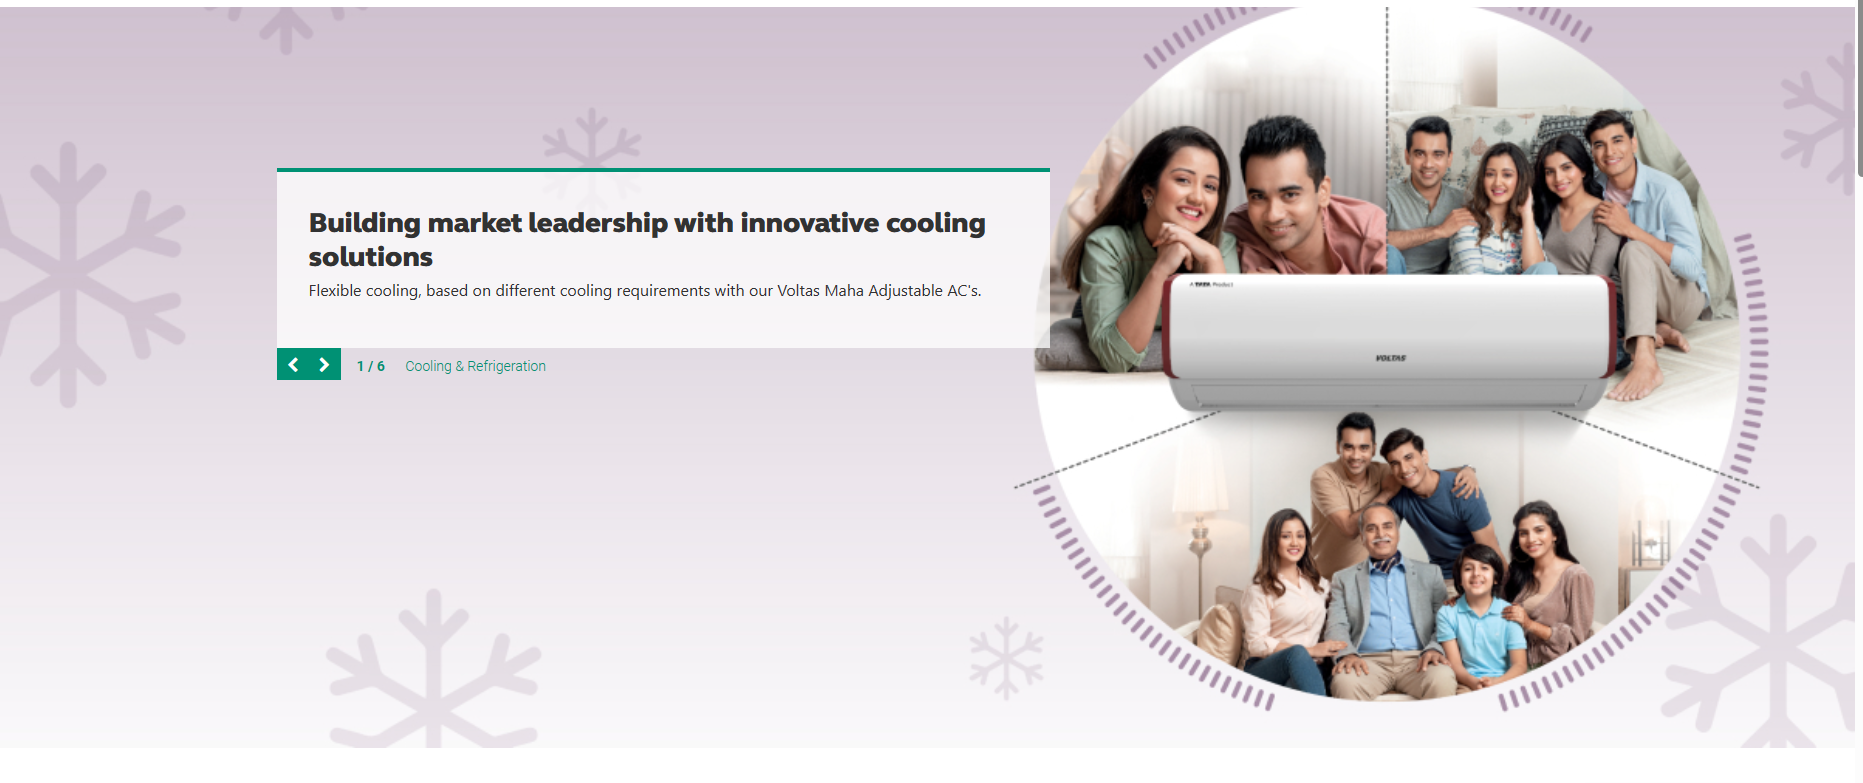 Building market leadership with innovative cooling
solutions
Flexible cooling, based on different cooling requirements with our Voltas Maha Adjustable AC's.
1 / 6 Cooling & Refrigeration
A TATA Product
VOLTAS